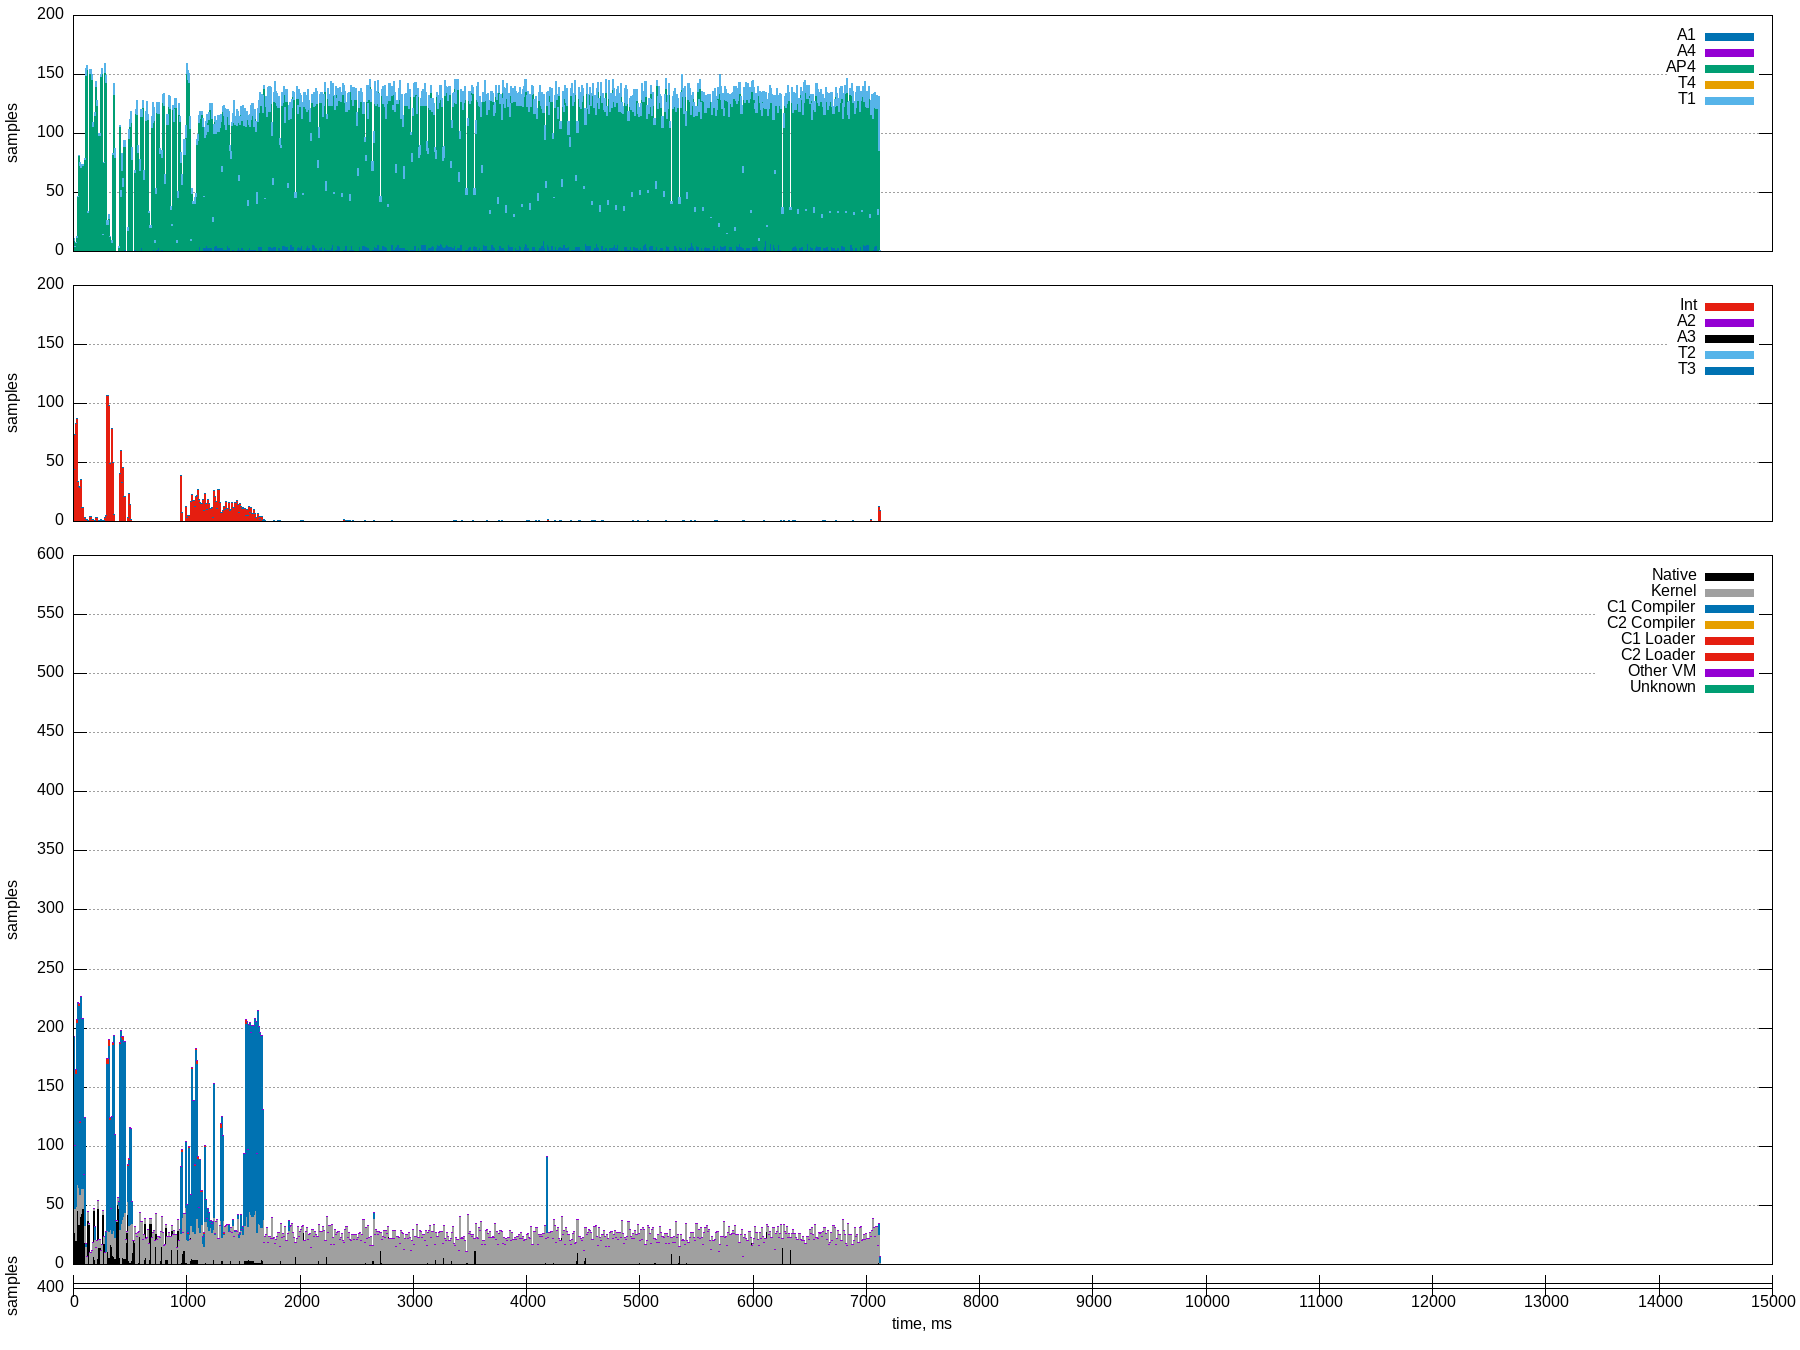 200
150
100
50
0
samples
A1
A4
AP4
T4
T1
200
150
100
50
0
samples
Int
A2
A3
T2
T3
600
550
500
450
400
350
300
250
200
150
100
50
0
samples
Native
Kernel
C1 Compiler
C2 Compiler
C1 Loader
C2 Loader
Other VM
Unknown
400
samples
0 1000 2000 3000 4000 5000 6000 7000 8000 9000 10000 11000 12000 13000 14000 15000
time, ms